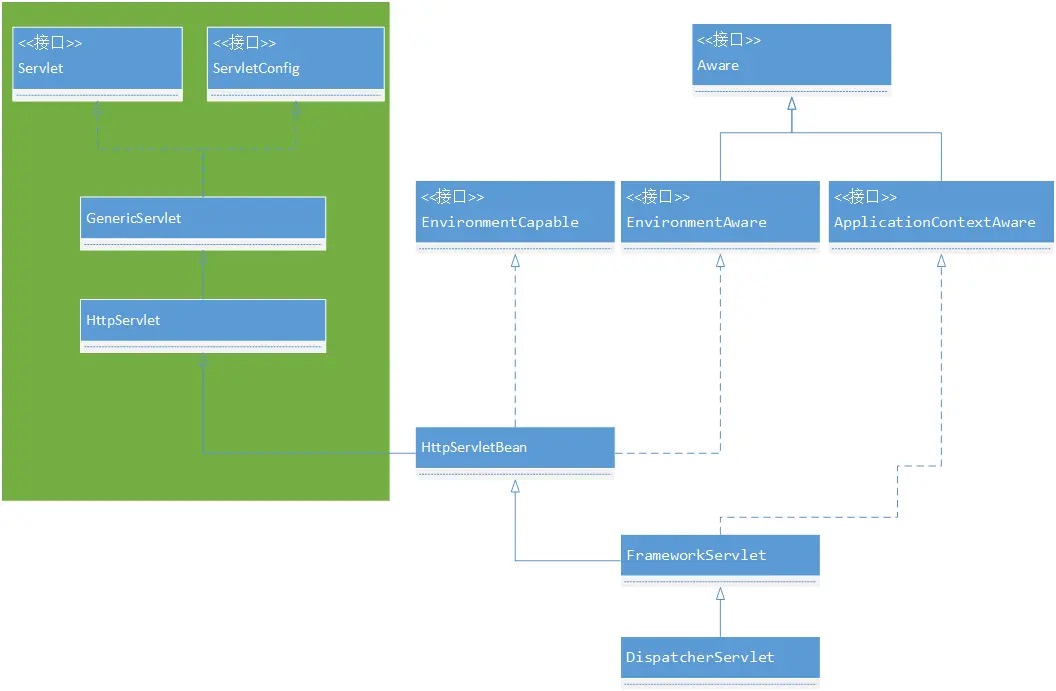 <<接口>>
Servlet
<<接口>>
ServletConfig
<<接口>>
Aware
GenericServlet
<<接口>>
EnvironmentCapable
<<接口>>
EnvironmentAware
<<接口>>
ApplicationContextAware
HttpServlet
HttpServletBean
FrameworkServlet
DispatcherServlet